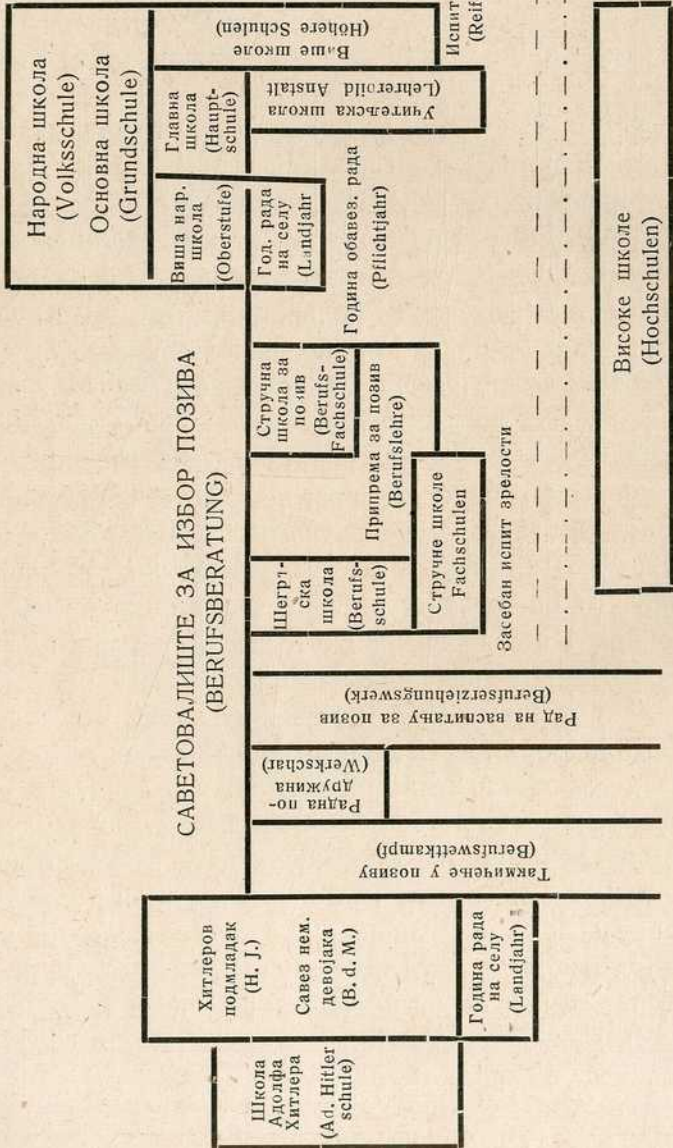 Школа
Адолфа
Хитлера
(Ad. Hitler
schule)
Хитлеров
подмладак
(H. J.)
Савез нем.
девојака
(B. d. M.)
Година рада
на селу
(Landjahr)
САВЕТОВАЛИШТЕ ЗА ИЗБОР ПОЗИВА
(BERUFSBERATUNG)
Такмичење у позиву
(Berufswettkampf)
Радна по-
дружина
(Werkschar)
Рад на васпитању за позив
(Berufserziehungswerk)
Шегрт-
ска
школа
(Berufs-
schule)
Стручна
школа за
позив
(Berufs-
Fachschule)
Припрема за позив
(Berufslehre)
Стручне школе
Fachschulen
Засебан испит зрелости
Народна школа
(Volksschule)
Основна школа
(Grundschule)
Виша нар.
школа
(Oberstufe)
Главна
школа
(Haupt-
schule)
Више школе
(Höhere Schulen)
Год. рада
на селу
(Landjahr)
Година обавез. рада
(Pflichtjahr)
Учитељска школа
(Lehrerbild Anstalt
Испит
(Reif
Високе школе
(Hochschulen)